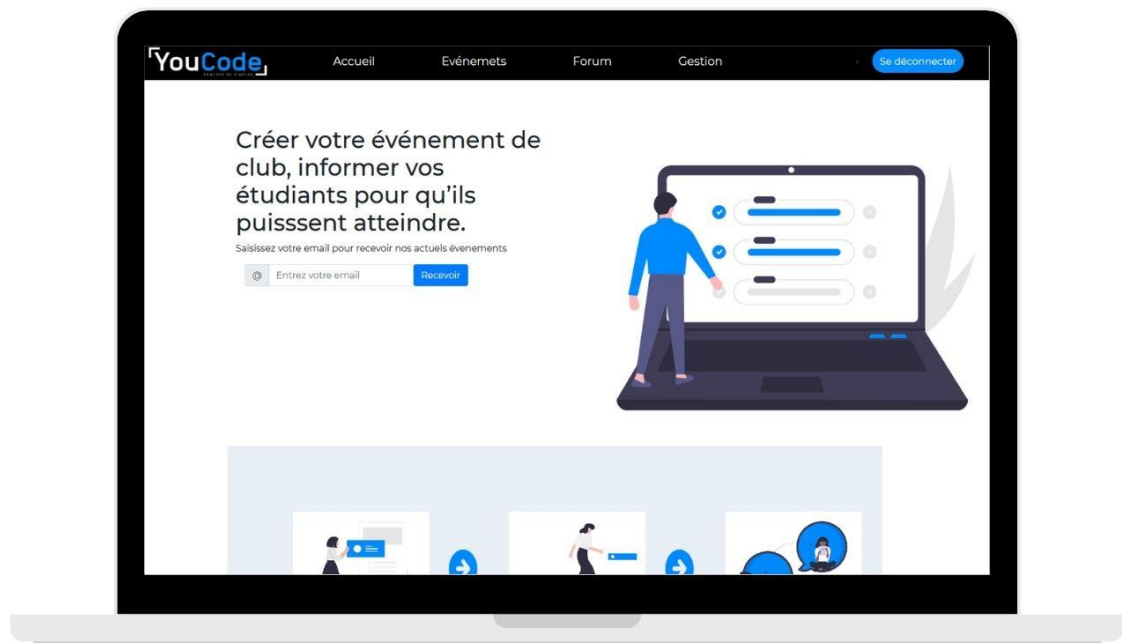 YouCode
Accueil Evénemets Forum Gestion Se déconnecter
Créer votre événement de
club, informer vos
étudiants pour qu'ils
puisssent atteindre.
Saisissez votre email pour recevoir nos actuels évenements
@ Entrez votre email Recevoir